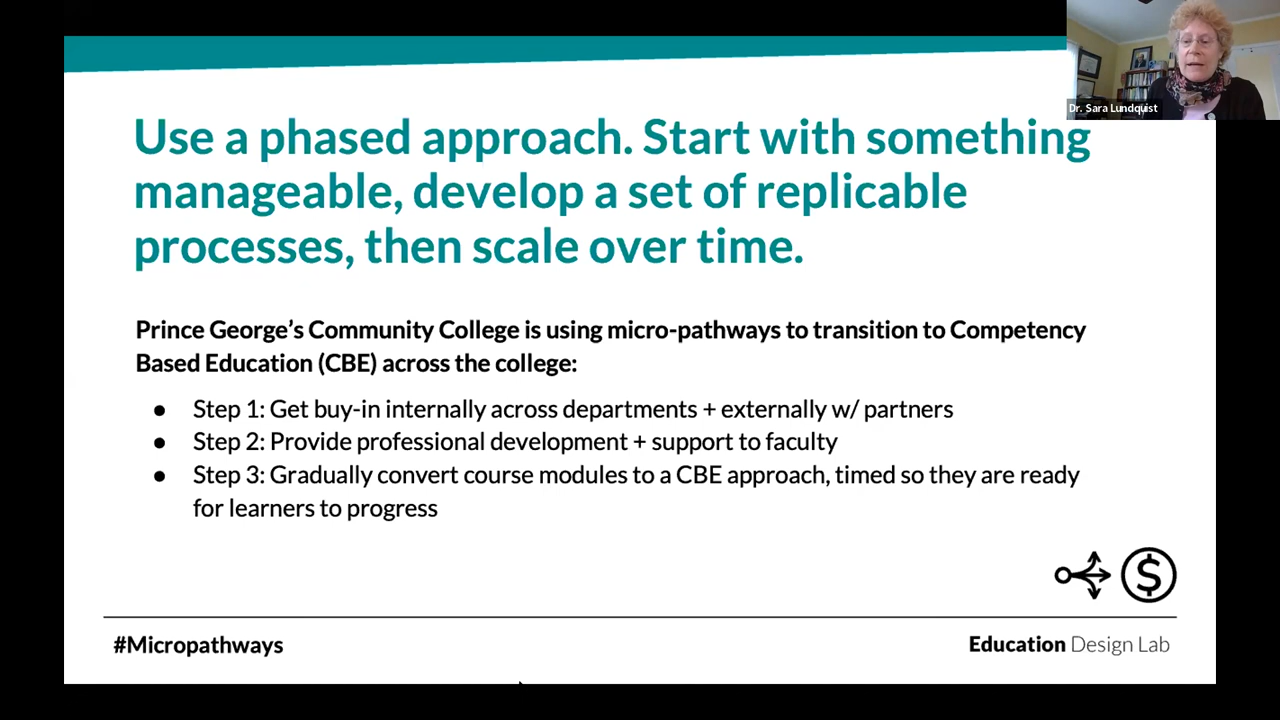 Dr. Sara Lundquist
Use a phased approach. Start with something
manageable, develop a set of replicable
processes, then scale over time.
Prince George’s Community College is using micro-pathways to transition to Competency
Based Education (CBE) across the college:
● Step 1: Get buy-in internally across departments + externally w/ partners
● Step 2: Provide professional development + support to faculty
● Step 3: Gradually convert course modules to a CBE approach, timed so they are ready
for learners to progress
$
#Micropathways
Education Design Lab